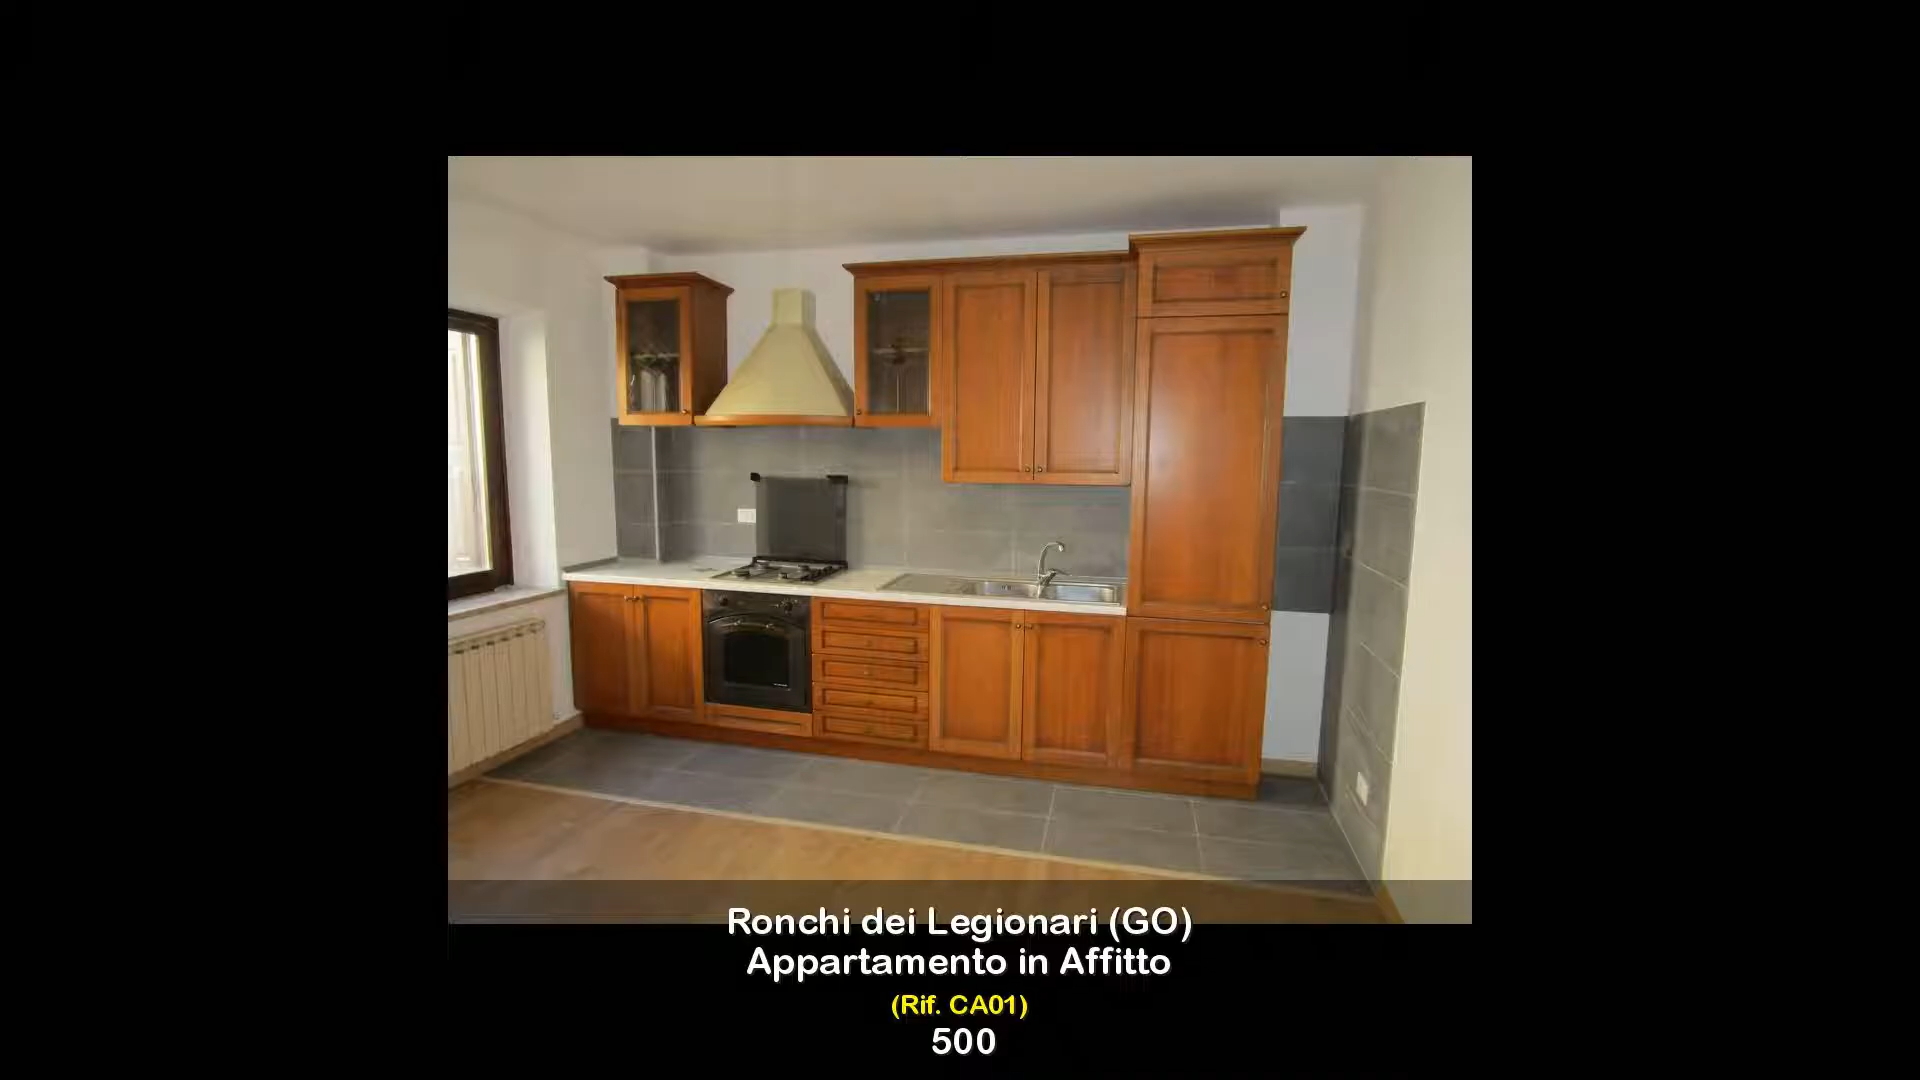 Ronchi dei Legionari (GO)
Appartamento in Affitto
(Rif. CA01)
500